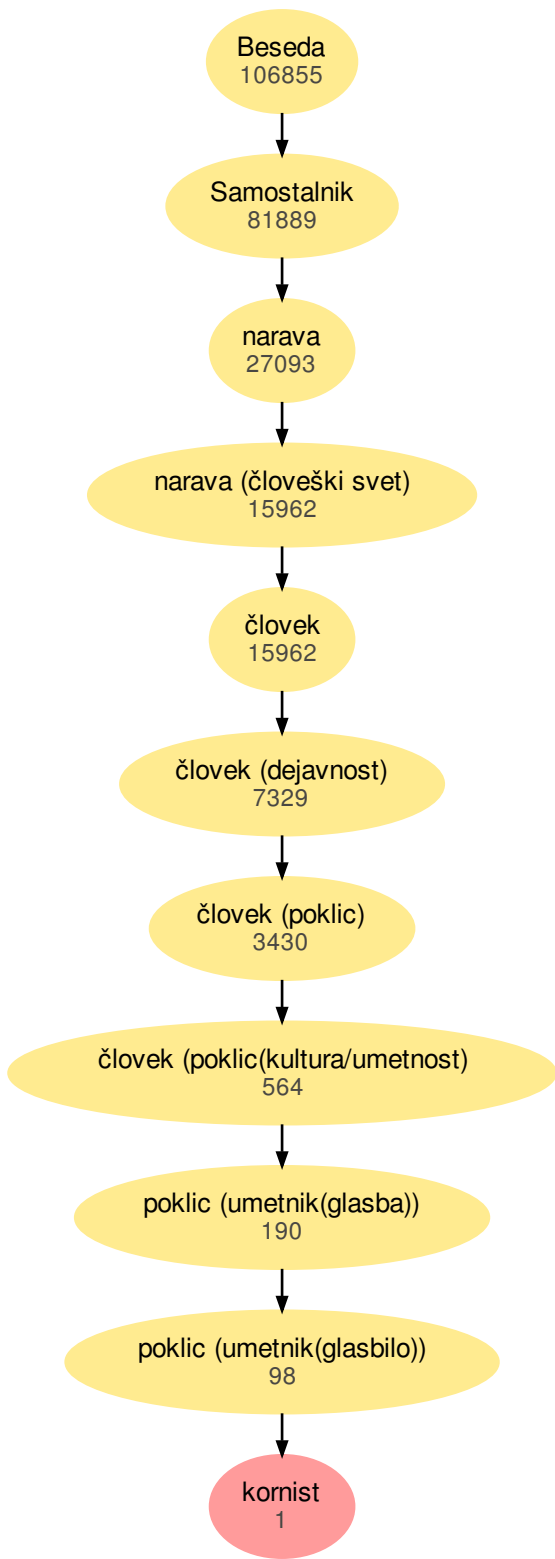 Beseda
106855
Samostalnik
81889
narava
27093
narava (človeški svet)
15962
človek
15962
človek (dejavnost)
7329
človek (poklic)
3430
človek (poklic(kultura/umetnost)
564
poklic (umetnik(glasba))
190
poklic (umetnik(glasbilo))
98
kornist
1